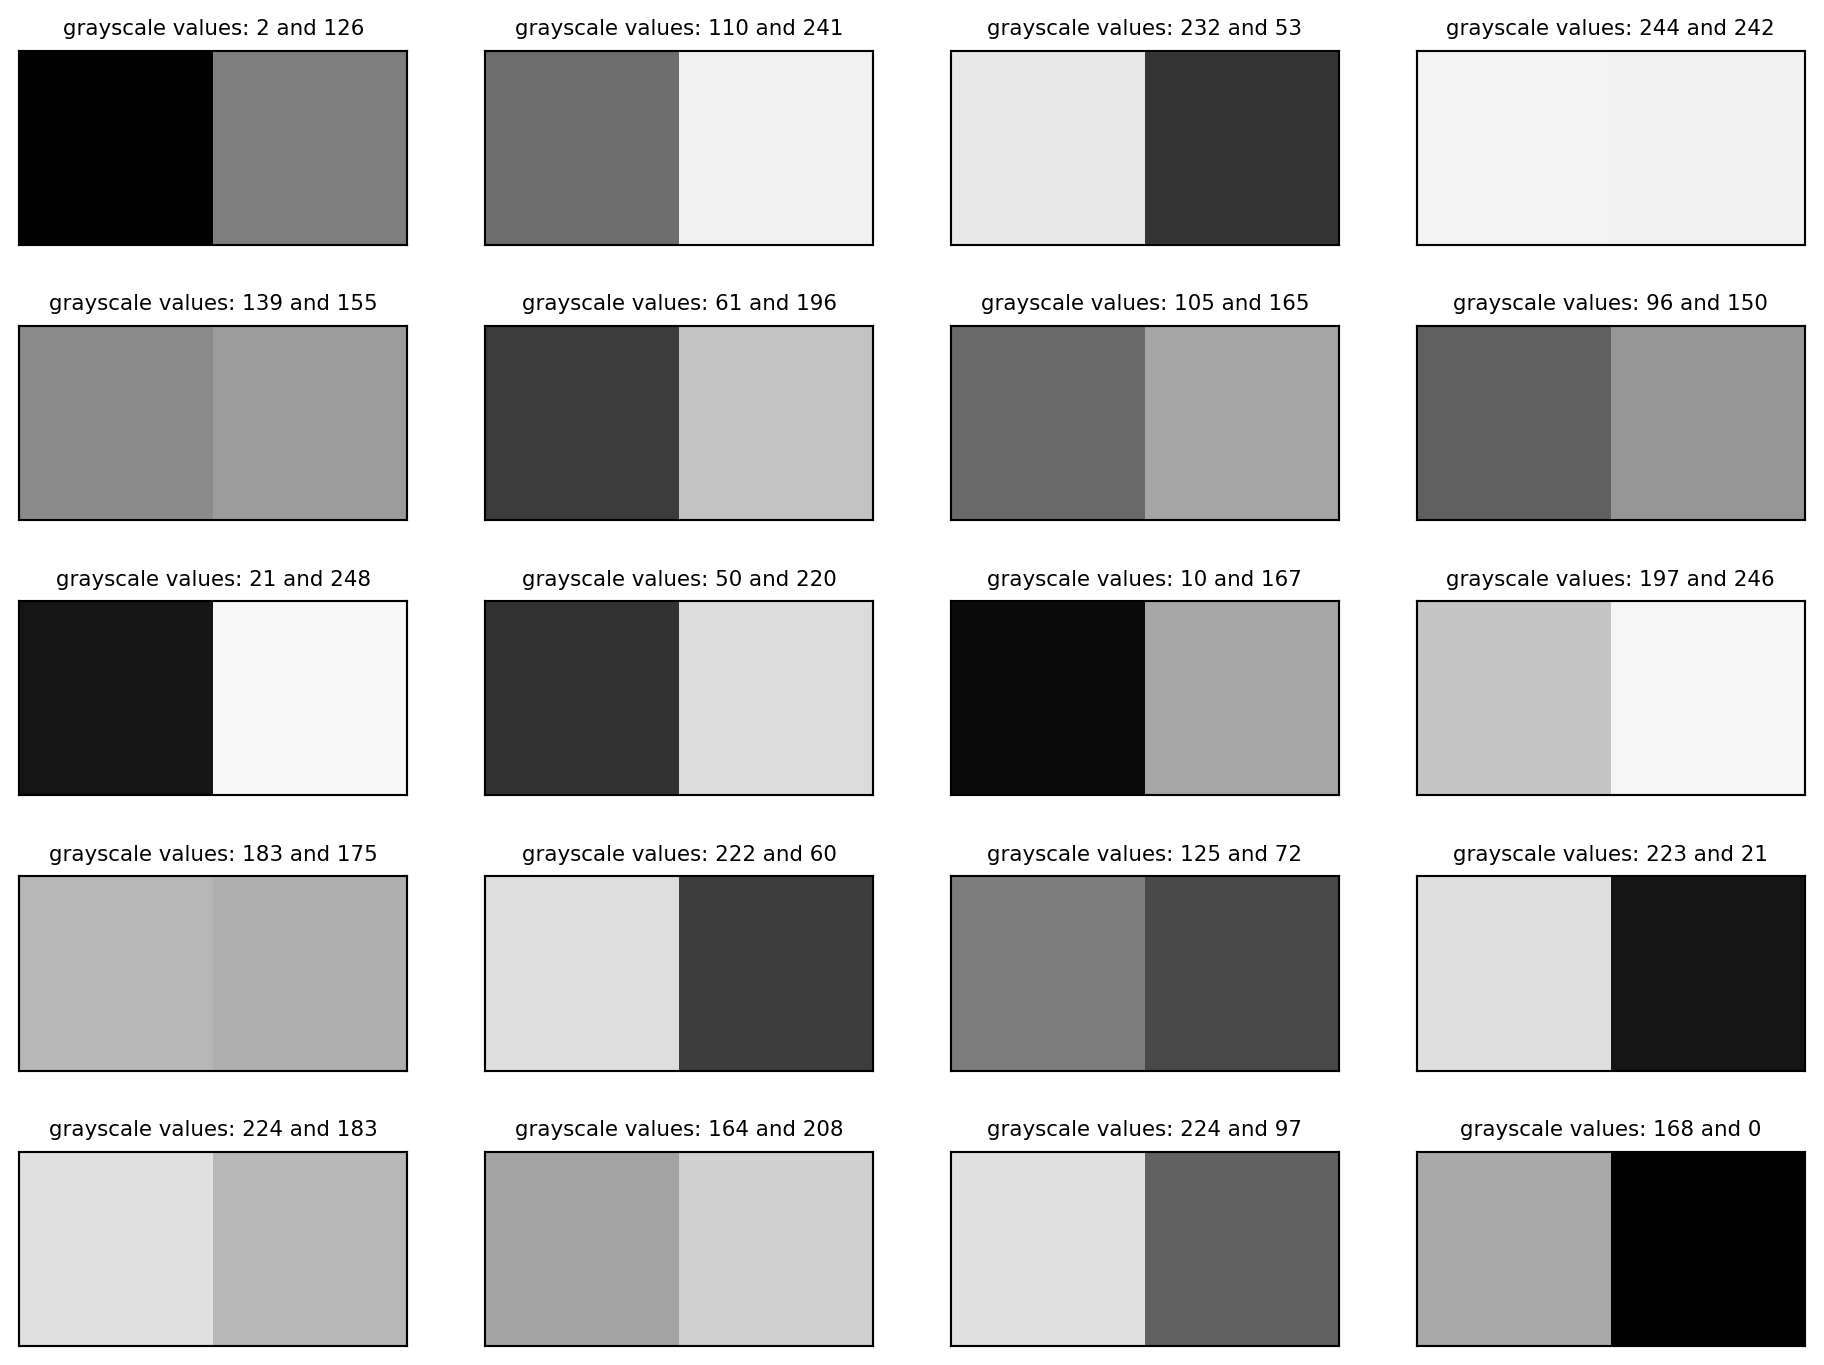 grayscale values: 2 and 126
grayscale values: 110 and 241
grayscale values: 232 and 53
grayscale values: 244 and 242
grayscale values: 139 and 155
grayscale values: 61 and 196
grayscale values: 105 and 165
grayscale values: 96 and 150
grayscale values: 21 and 248
grayscale values: 50 and 220
grayscale values: 10 and 167
grayscale values: 197 and 246
grayscale values: 183 and 175
grayscale values: 222 and 60
grayscale values: 125 and 72
grayscale values: 223 and 21
grayscale values: 224 and 183
grayscale values: 164 and 208
grayscale values: 224 and 97
grayscale values: 168 and 0